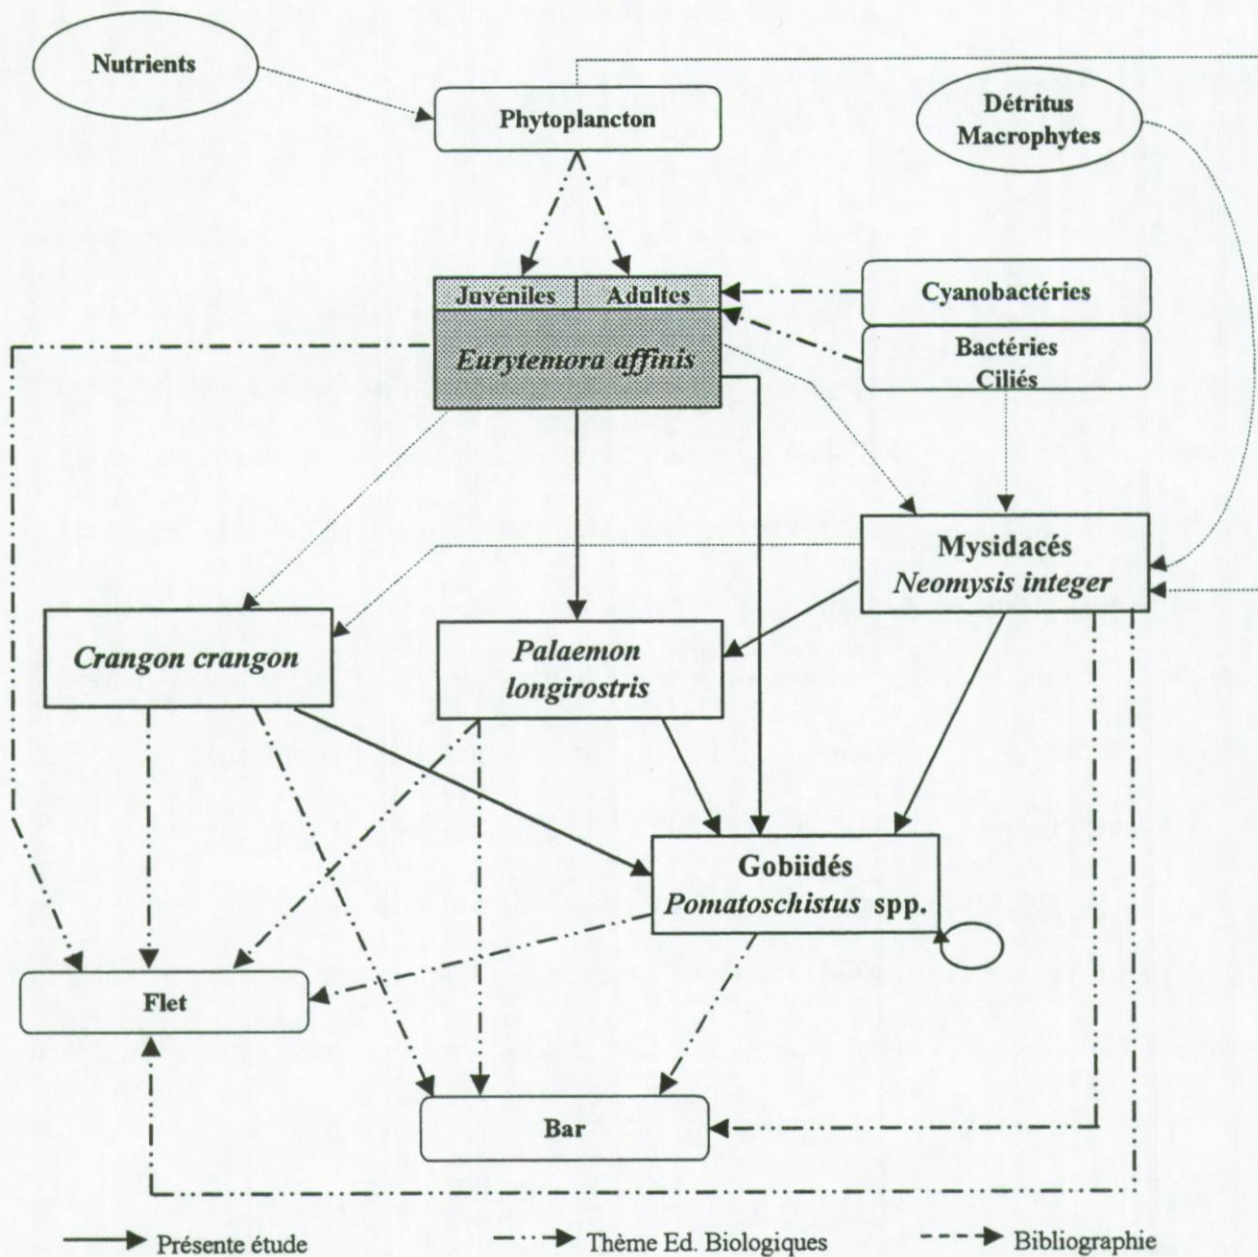 Nutrients
Phytoplancton
Détritus
Macrophytes
Juvéniles
Adultes
Eurytemora affinis
Cyanobactéries
Bactéries
Ciliés
Mysidacés
Neomysis integer
Crangon crangon
Palaemon
longirostris
Gobiidés
Pomatoschistus spp.
Flet
Bar
Présente étude
Thème Ed. Biologiques
Bibliographie